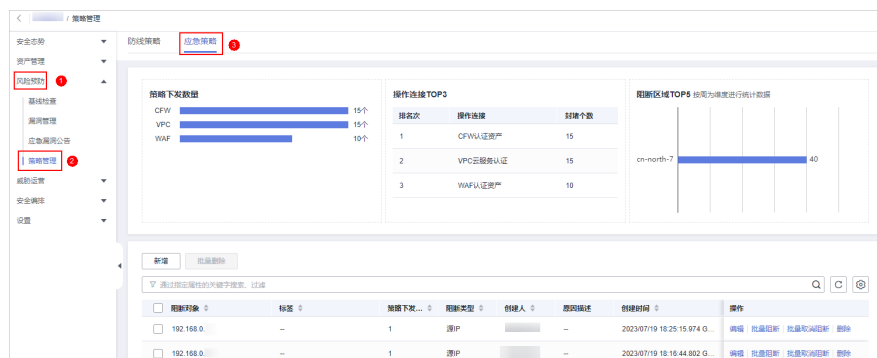 / 策略管理
安全态势
资产管理
风险预防 1
基线检查
漏洞管理
应急漏洞公告
策略管理 2
威胁运营
安全编排
设置
防线策略 应急策略 3
策略下发数量
CFW 15个
VPC 15个
WAF 10个
操作连接TOP3
排名次 操作连接 封堵个数
1 CFW认证资产 15
2 VPC云服务认证 15
3 WAF认证资产 10
阻断区域TOP5 按周为维度进行统计数据
cn-north-7 40
新增 批量删除
通过指定属性的关键字搜索、过滤
阻断对象 标签 策略下发... 阻断类型 创建人 原因描述 创建时间 操作
192.168.0. -- 1 源IP -- 2023/07/19 18:25:15.974 G... 编辑 批量阻断 批量取消阻断 删除
192.168.0. -- 1 源IP -- 2023/07/19 18:16:44.802 G... 编辑 批量阻断 批量取消阻断 删除